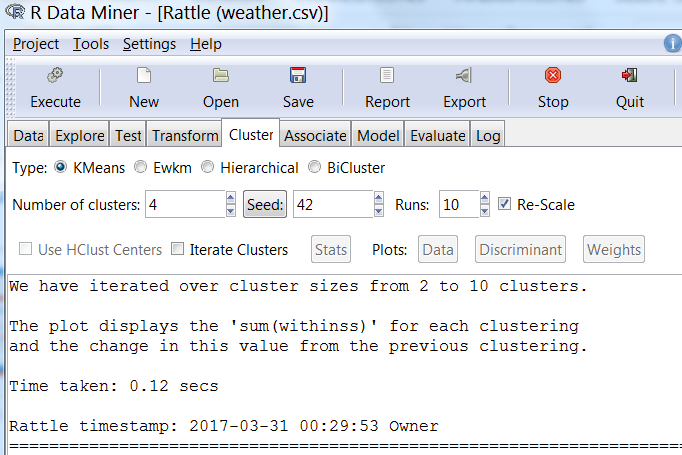 R Data Miner - [Rattle (weather.csv)]
Project Tools Settings Help
Execute New Open Save Report Export Stop Quit
Data Explore Test Transform Cluster Associate Model Evaluate Log
Type: KMeans Ewkm Hierarchical BiCluster
Number of clusters: 4 Seed: 42 Runs: 10 Re-Scale
Use HClust Centers Iterate Clusters Stats Plots: Data Discriminant Weights
We have iterated over cluster sizes from 2 to 10 clusters.
The plot displays the 'sum(withinss)' for each clustering
and the change in this value from the previous clustering.
Time taken: 0.12 secs
Rattle timestamp: 2017-03-31 00:29:53 Owner
======================================================================